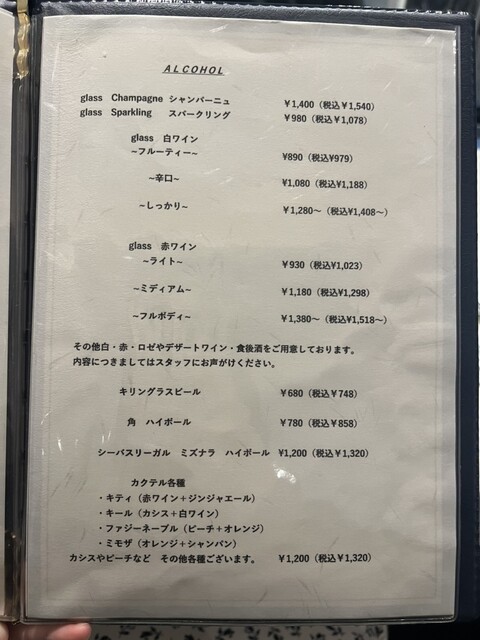 ALCOHOL
glass Champagne シャンパーニュ ￥1,400（税込￥1,540）
glass Sparkling スパークリング ￥980（税込￥1,078）
glass 白ワイン
~フルーティー~ ¥890（税込¥979）
~辛口~ ¥1,080（税込¥1,188）
~しっかり~ ￥1,280～（税込¥1,408～）
glass 赤ワイン
~ライト~ ￥930（税込¥1,023）
~ミディアム~ ￥1,180（税込¥1,298）
~フルボディ~ ￥1,380～（税込¥1,518～）
その他白・赤・ロゼやデザートワイン・食後酒をご用意しております。
内容につきましてはスタッフにお声がけください。
キリングラスビール ￥680（税込￥748）
角 ハイボール ￥780（税込￥858）
シーバスリーガル ミズナラ ハイボール ¥1,200（税込￥1,320）
カクテル各種
・キティ（赤ワイン＋ジンジャエール）
・キール（カシス＋白ワイン）
・ファジーネーブル（ピーチ＋オレンジ）
・ミモザ（オレンジ＋シャンパン）
カシスやピーチなど その他各種ございます。 ￥1,200（税込￥1,320）